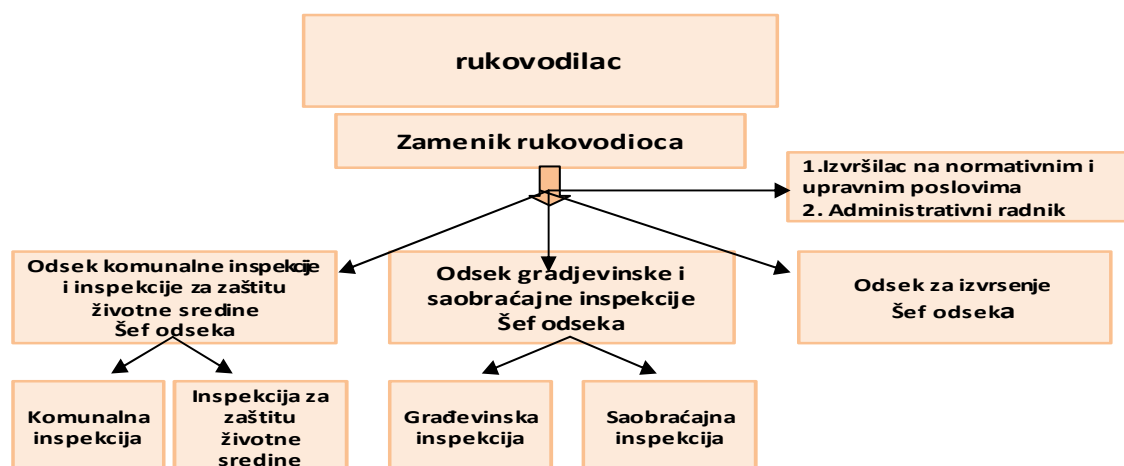 rukovodilac
Zamenik rukovodioca
1.Izvršilac na normativnim i
upravnim poslovima
2. Administrativni radnik
Odsek komunalne inspekcije
i inspekcije za zaštitu
životne sredine
Šef odseka
Odsek gradjevinske i
saobraćajne inspekcije
Šef odseka
Odsek za izvrsenje
Šef odseka
Komunalna
inspekcija
Inspekcija za
zaštitu
životne
sredine
Građevinska
inspekcija
Saobraćajna
inspekcija